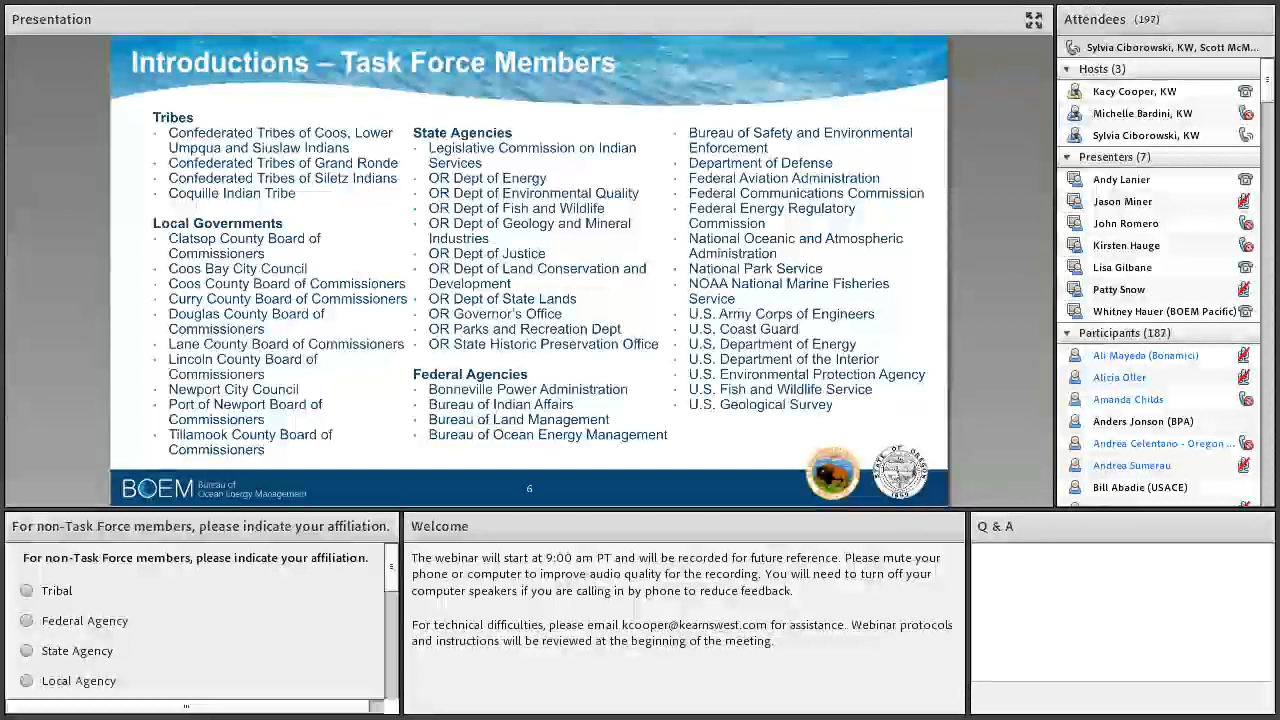 Presentation
Introductions – Task Force Members
Tribes
Confederated Tribes of Coos, Lower
Umpqua and Siuslaw Indians
Confederated Tribes of Grand Ronde
Confederated Tribes of Siletz Indians
Coquille Indian Tribe
Local Governments
Clatsop County Board of
Commissioners
Coos Bay City Council
Coos County Board of Commissioners
Curry County Board of Commissioners
Douglas County Board of
Commissioners
Lane County Board of Commissioners
Lincoln County Board of
Commissioners
Newport City Council
Port of Newport Board of
Commissioners
Tillamook County Board of
Commissioners
State Agencies
Legislative Commission on Indian
Services
OR Dept of Energy
OR Dept of Environmental Quality
OR Dept of Fish and Wildlife
OR Dept of Geology and Mineral
Industries
OR Dept of Justice
OR Dept of Land Conservation and
Development
OR Dept of State Lands
OR Governor's Office
OR Parks and Recreation Dept
OR State Historic Preservation Office
Federal Agencies
Bonneville Power Administration
Bureau of Indian Affairs
Bureau of Land Management
Bureau of Ocean Energy Management
Bureau of Safety and Environmental
Enforcement
Department of Defense
Federal Aviation Administration
Federal Communications Commission
Federal Energy Regulatory
Commission
National Oceanic and Atmospheric
Administration
National Park Service
NOAA National Marine Fisheries
Service
U.S. Army Corps of Engineers
U.S. Coast Guard
U.S. Department of Energy
U.S. Department of the Interior
U.S. Environmental Protection Agency
U.S. Fish and Wildlife Service
U.S. Geological Survey
BOEM
Bureau of
Ocean Energy Management
6
Attendees (197)
Sylvia Ciborowski, KW, Scott McM...
Hosts (3)
Kacy Cooper, KW
Michelle Bardini, KW
Sylvia Ciborowski, KW
Presenters (7)
Andy Lanier
Jason Miner
John Romero
Kirsten Hauge
Lisa Gilbane
Patty Snow
Whitney Hauer (BOEM Pacific)
Participants (187)
Ali Mayeda (Bonamici)
Alicia Oller
Amanda Childs
Anders Jonson (BPA)
Andrea Celentano - Oregon ...
Andrea Sumerau
Bill Abadie (USACE)
For non-Task Force members, please indicate your affiliation.
For non-Task Force members, please indicate your affiliation.
Tribal
Federal Agency
State Agency
Local Agency
Welcome
The webinar will start at 9:00 am PT and will be recorded for future reference. Please mute your
phone or computer to improve audio quality for the recording. You will need to turn off your
computer speakers if you are calling in by phone to reduce feedback.
For technical difficulties, please email kcooper@kearnswest.com for assistance. Webinar protocols
and instructions will be reviewed at the beginning of the meeting.
Q & A